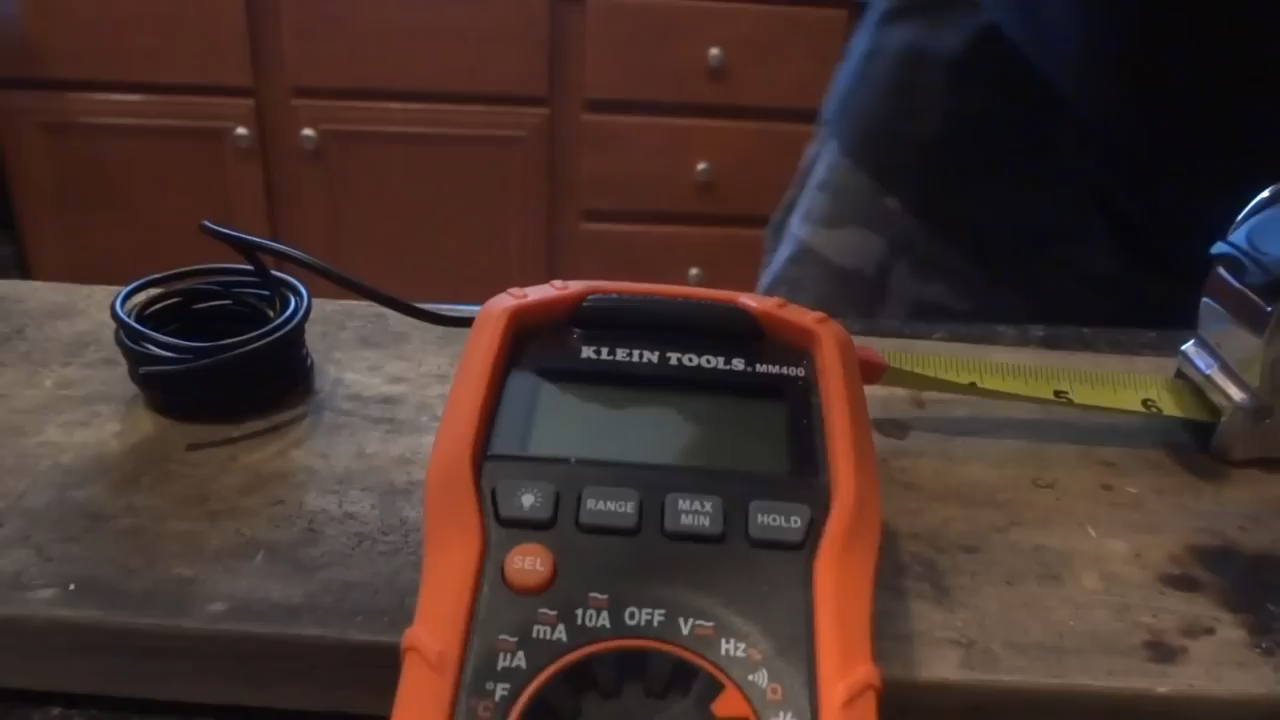 KLEIN TOOLS® MM400
5 6
RANGE
MAX
MIN
HOLD
SEL
µA
mA
10A
OFF
V
Hz
Ω
°F
°C